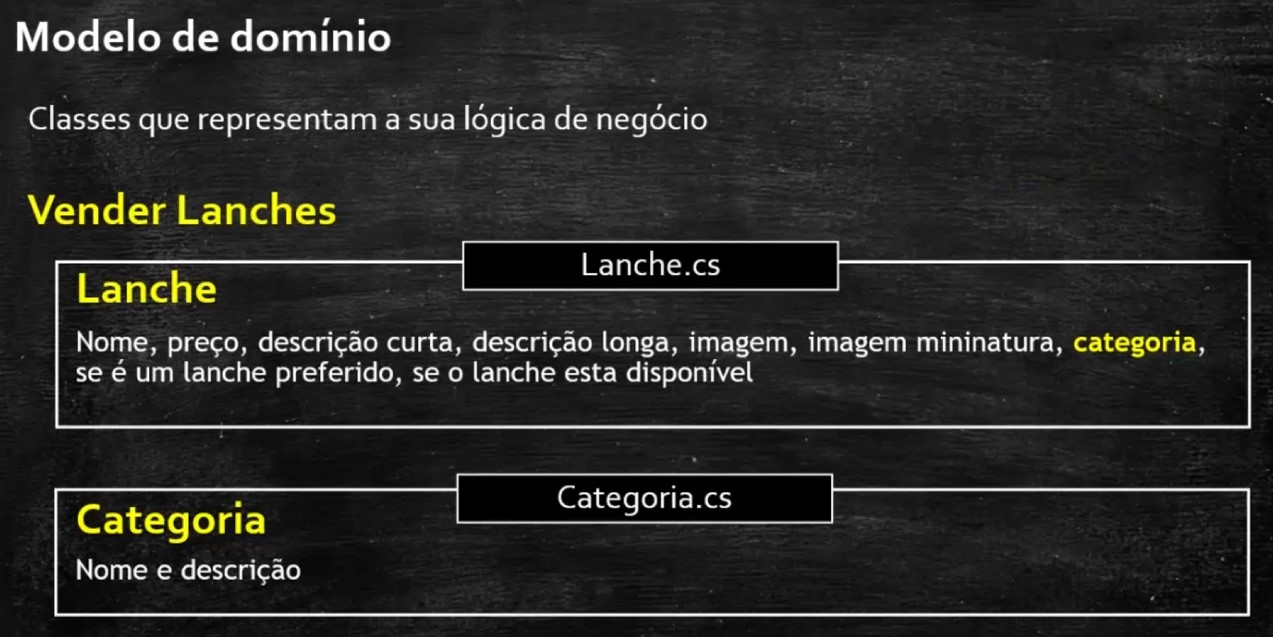 Modelo de domínio
Classes que representam a sua lógica de negócio
Vender Lanches
Lanche.cs
Lanche
Nome, preço, descrição curta, descrição longa, imagem, imagem mininatura, categoria,
se é um lanche preferido, se o lanche esta disponível
Categoria.cs
Categoria
Nome e descrição